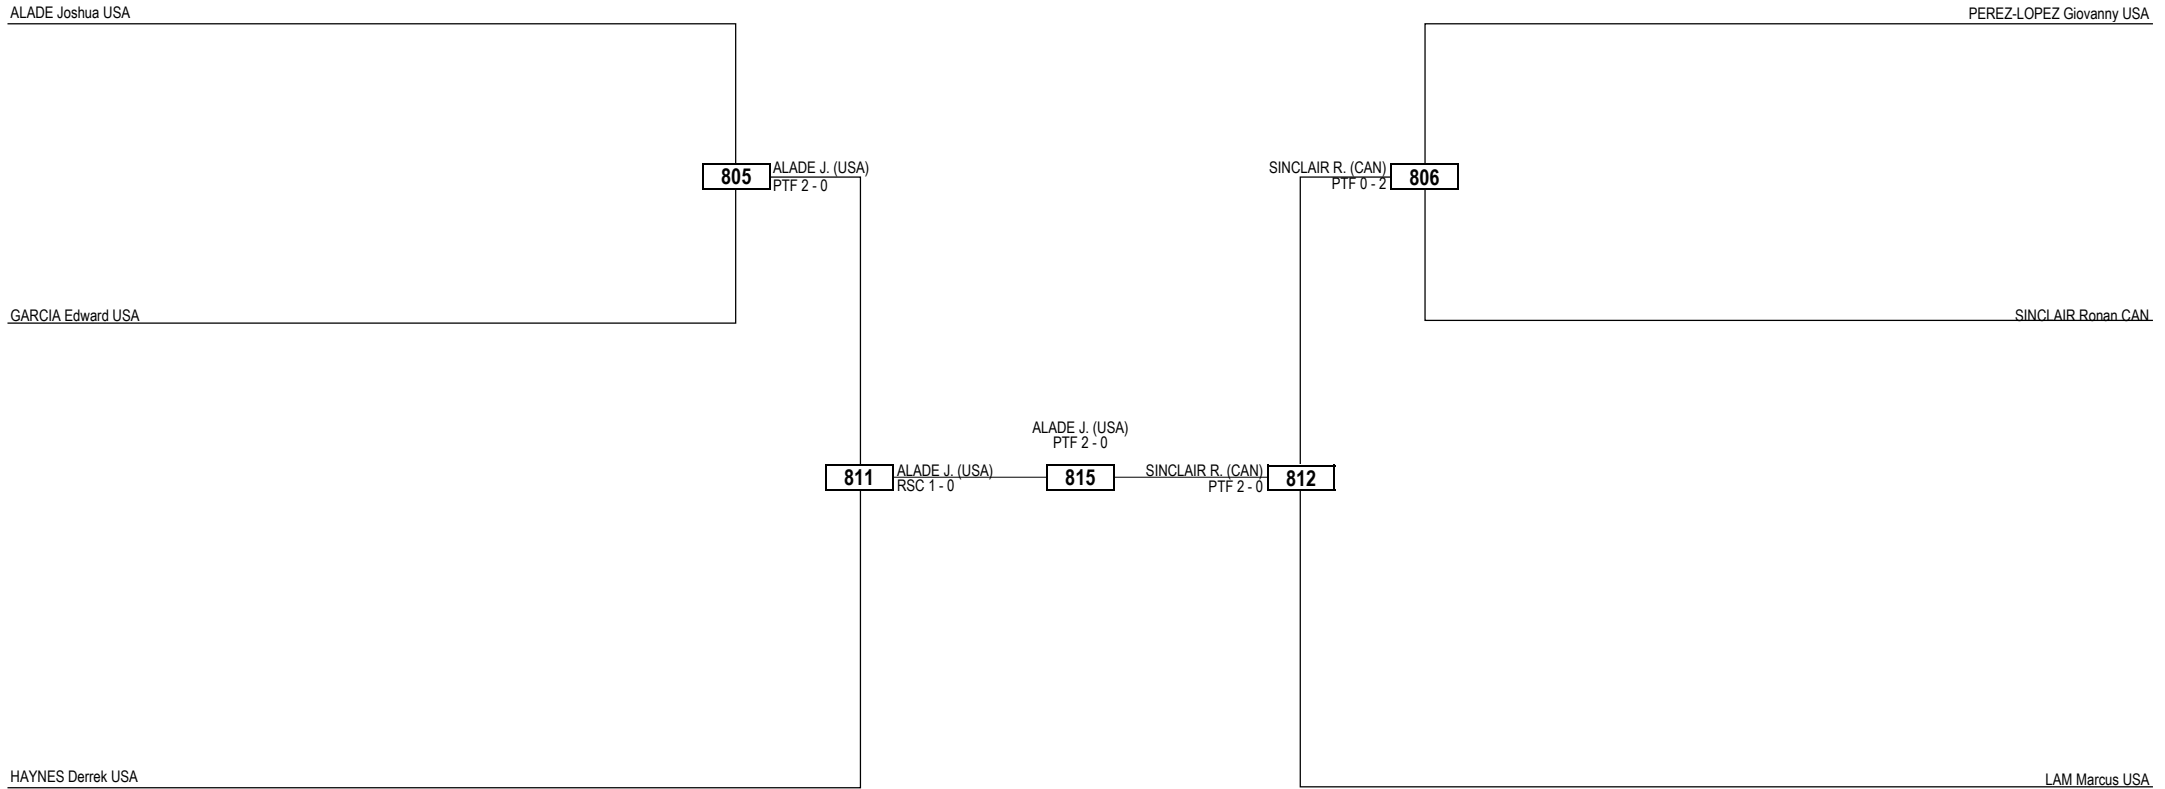 ALADE Joshua USA
PEREZ-LOPEZ Giovanny USA
805
ALADE J. (USA)
PTF 2 - 0
SINCLAIR R. (CAN)
PTF 0 - 2
806
GARCIA Edward USA
SINCLAIR Ronan CAN
ALADE J. (USA)
PTF 2 - 0
811
ALADE J. (USA)
RSC 1 - 0
815
SINCLAIR R. (CAN)
PTF 2 - 0
812
HAYNES Derrek USA
LAM Marcus USA